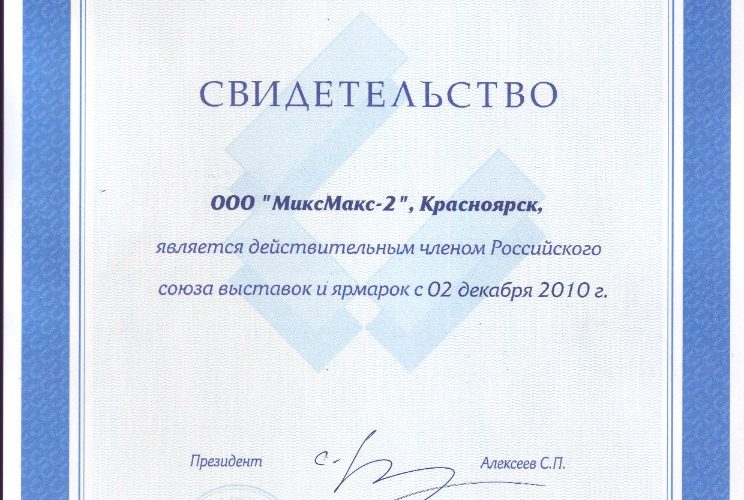 СВИДЕТЕЛЬСТВО
ООО "МиксМакс-2", Красноярск,
является действительным членом Российского
союза выставок и ярмарок с 02 декабря 2010 г.
Президент Алексеев С.П.